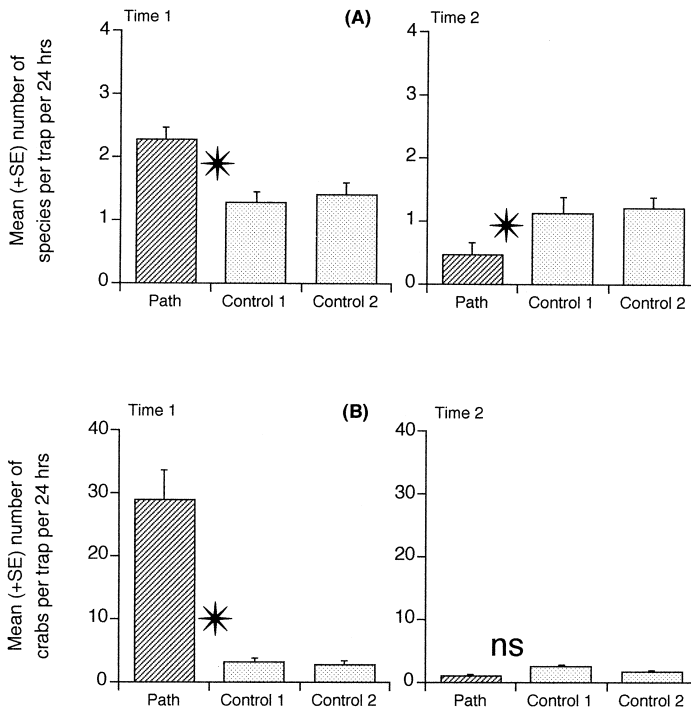 Time 1
(A)
Time 2
Mean (+SE) number of
species per trap per 24 hrs
4
3
2
1
0
Path
Control 1
Control 2
4
3
2
1
0
Path
Control 1
Control 2
Time 1
(B)
Time 2
Mean (+SE) number of
crabs per trap per 24 hrs
40
30
20
10
0
Path
Control 1
Control 2
40
30
20
10
0
ns
Path
Control 1
Control 2